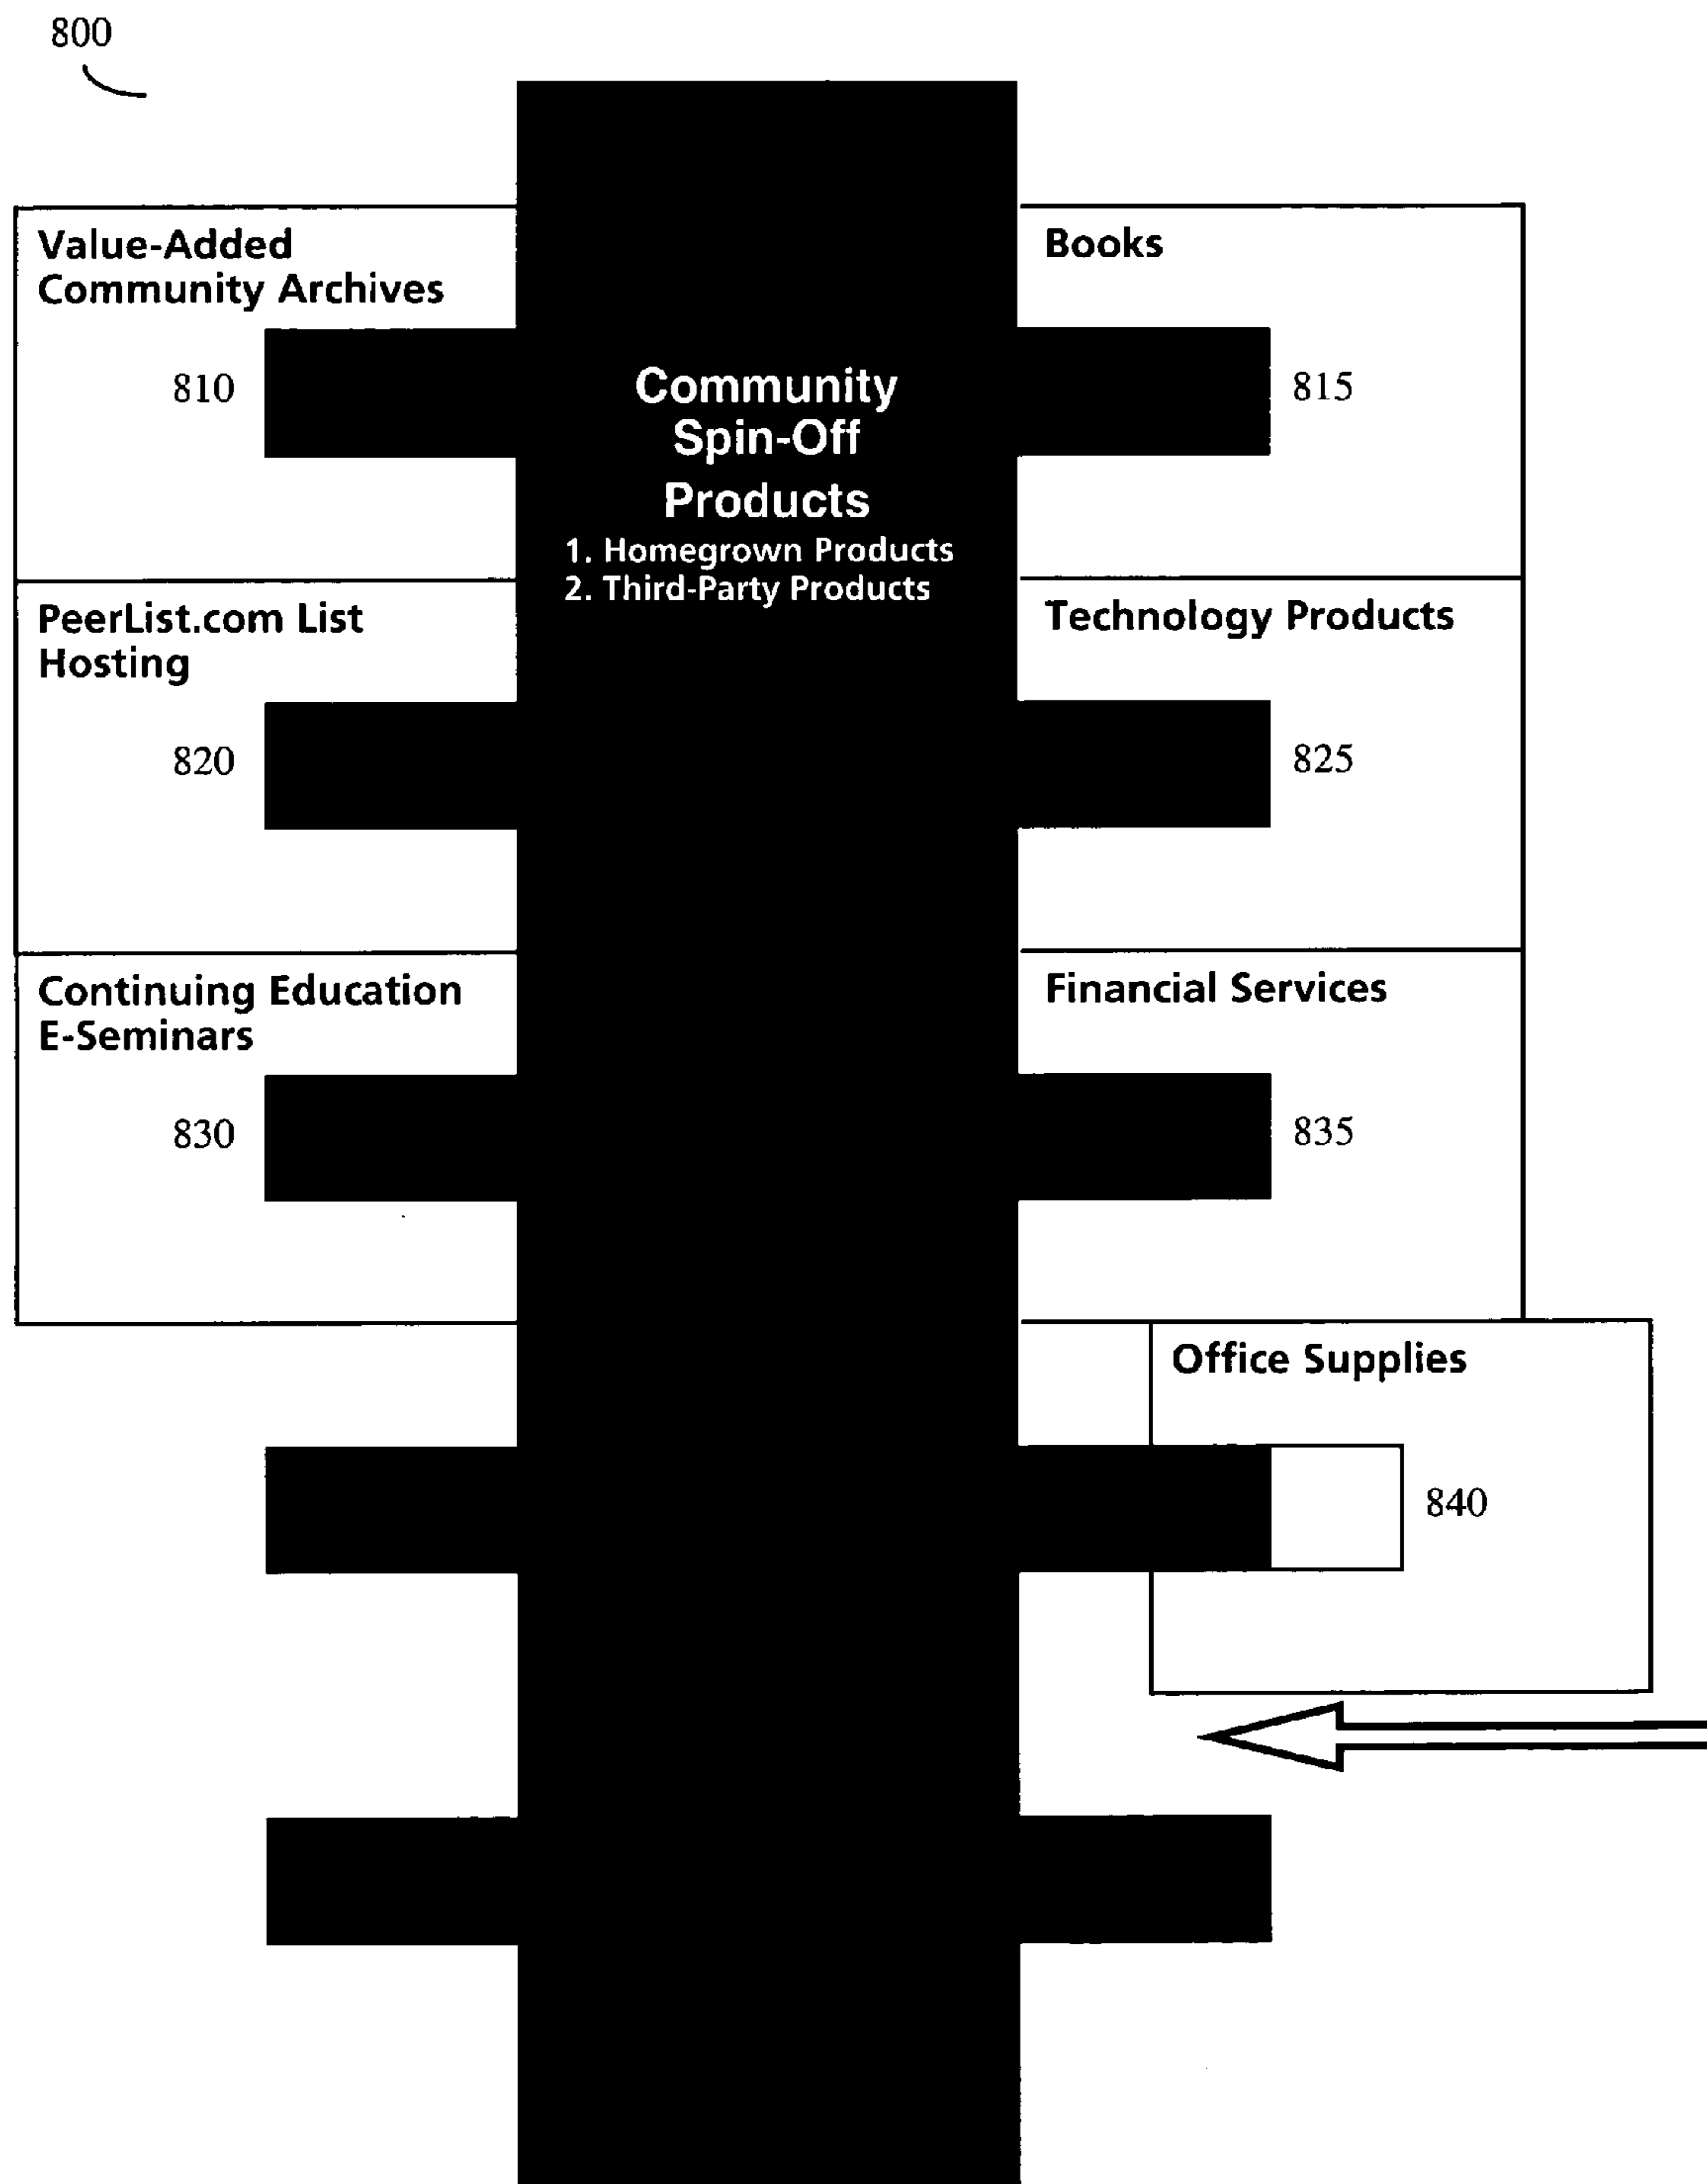 800
Value-Added
Community Archives
810
Community
Spin-Off
Products
1. Homegrown Products
2. Third-Party Products
Books
815
PeerList.com List
Hosting
820
Technology Products
825
Continuing Education
E-Seminars
830
Financial Services
835
Office Supplies
840